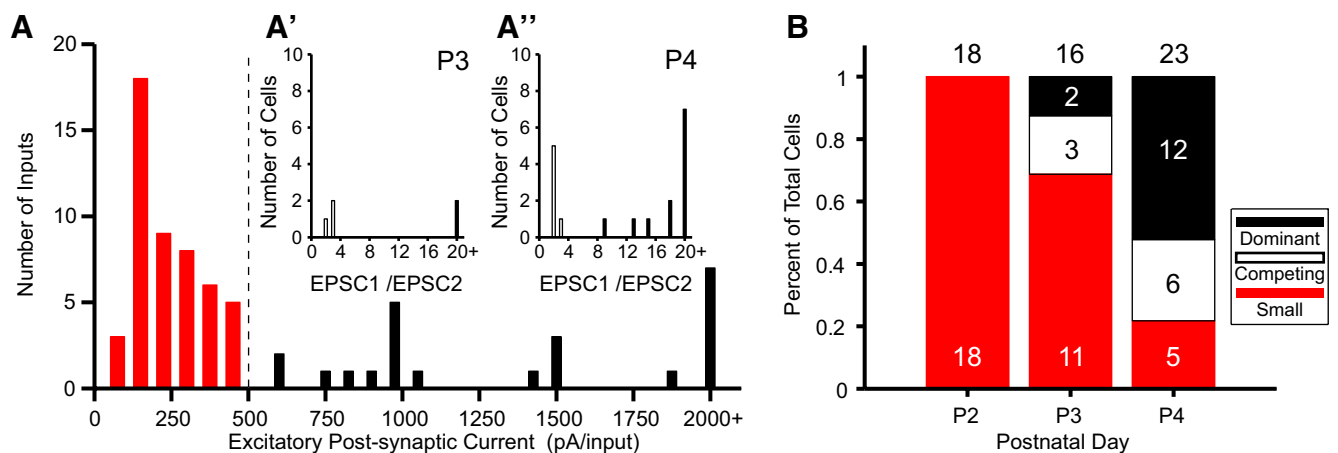 A
Number of Inputs
20
15
10
5
0
0 250 500 750 1000 1250 1500 1750 2000+
Excitatory Post-synaptic Current (pA/input)
A'
P3
Number of Cells
10
8
6
4
2
0
0 4 8 12 16 20+
EPSC1 /EPSC2
A''
P4
Number of Cells
10
8
6
4
2
0
0 4 8 12 16 20+
EPSC1 /EPSC2
B
Percent of Total Cells
1
0.8
0.6
0.4
0.2
0
18 16 23
2
3
12
6
18 11 5
P2 P3 P4
Postnatal Day
Dominant
Competing
Small